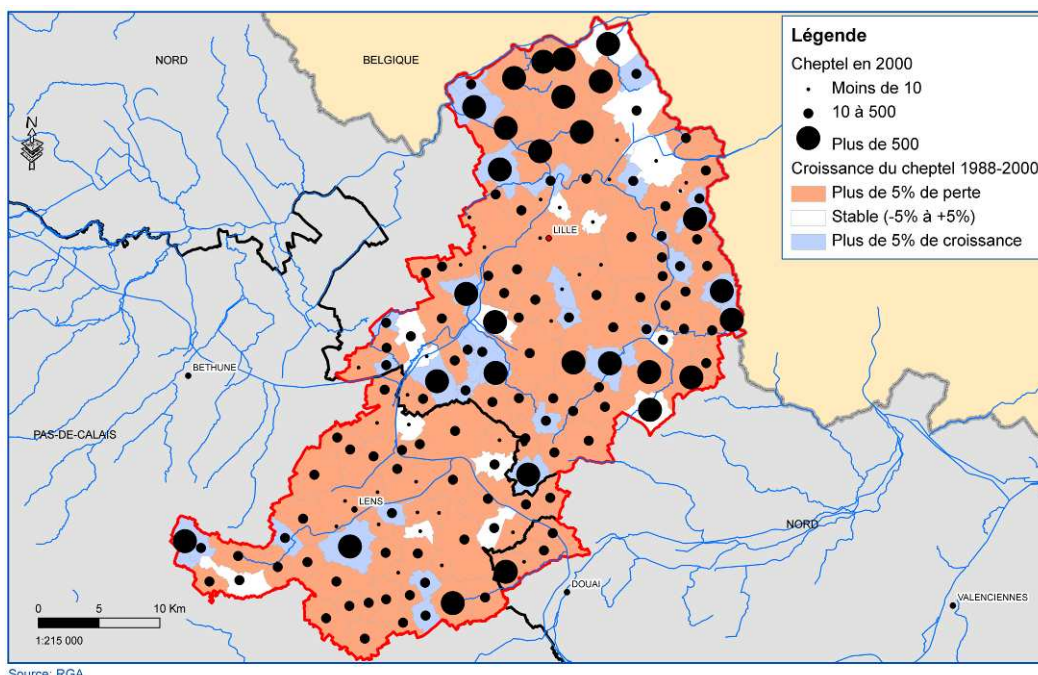 NORD
BELGIQUE
N
LILLE
BETHUNE
PAS-DE-CALAIS
LENS
NORD
DOUAI
VALENCIENNES
0 5 10 Km
1:215 000
Légende
Cheptel en 2000
Moins de 10
10 à 500
Plus de 500
Croissance du cheptel 1988-2000
Plus de 5% de perte
Stable (-5% à +5%)
Plus de 5% de croissance
Source: RGA